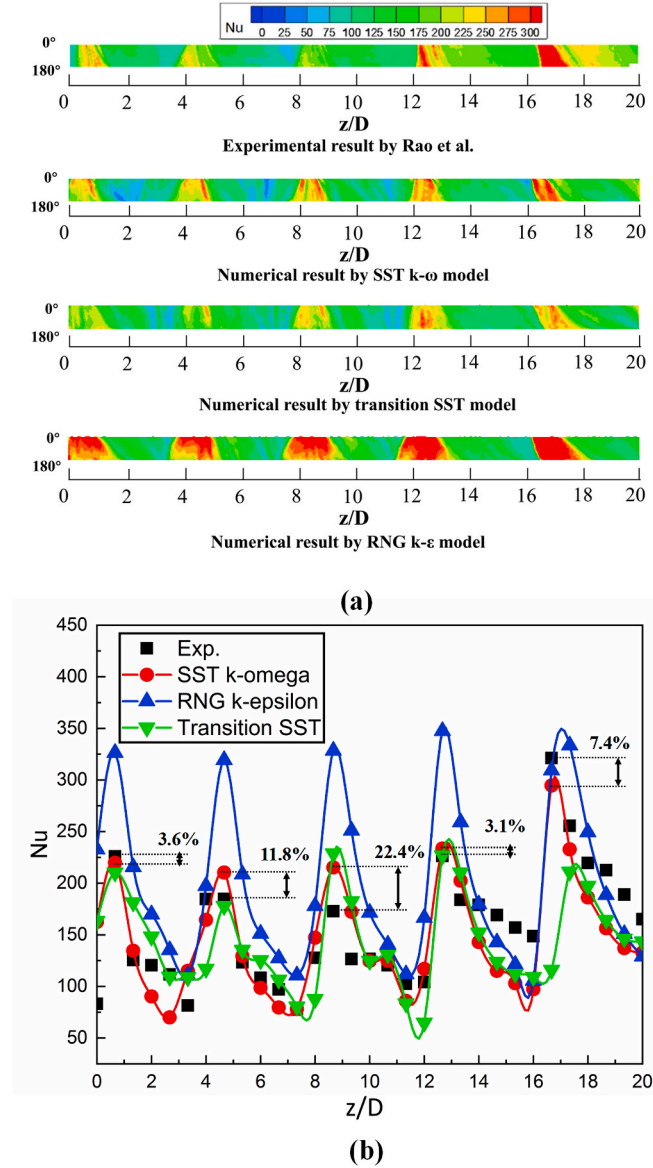 Nu
0 25 50 75 100 125 150 175 200 225 250 275 300
0°
180°
0 2 4 6 8 10 12 14 16 18 20
z/D
Experimental result by Rao et al.
0°
180°
0 2 4 6 8 10 12 14 16 18 20
z/D
Numerical result by SST k-ω model
0°
180°
0 2 4 6 8 10 12 14 16 18 20
z/D
Numerical result by transition SST model
0°
180°
0 2 4 6 8 10 12 14 16 18 20
z/D
Numerical result by RNG k-ε model
(a)
450
400
350
300
250
200
150
100
50
Nu
Exp.
SST k-omega
RNG k-epsilon
Transition SST
3.6%
11.8%
22.4%
3.1%
7.4%
0 2 4 6 8 10 12 14 16 18 20
z/D
(b)